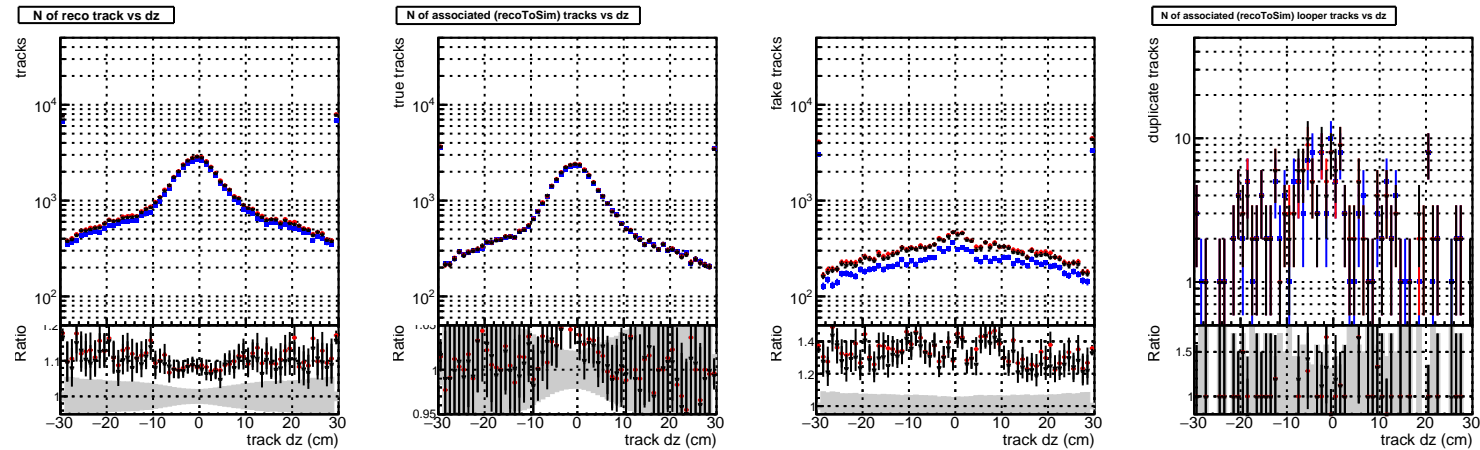 N of reco track vs dz
tracks
10⁴
10³
10²
Ratio
1.2
1.1
1
−30 −20 −10 0 10 20 30
track dz (cm)
N of associated (recoToSim) tracks vs dz
true tracks
10⁴
10³
10²
Ratio
1.05
1
0.95
−30 −20 −10 0 10 20 30
track dz (cm)
fake tracks
10⁴
10³
10²
Ratio
1.4
1.2
1
−30 −20 −10 0 10 20 30
track dz (cm)
N of associated (recoToSim) looper tracks vs dz
duplicate tracks
10
1
Ratio
1.5
1
−30 −20 −10 0 10 20 30
track dz (cm)